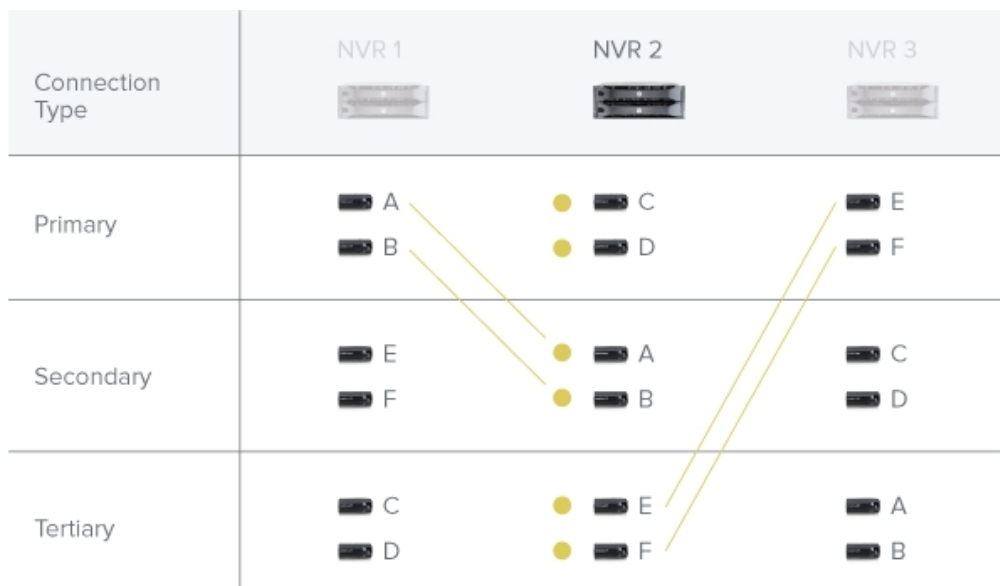 NVR 1
NVR 2
NVR 3
Connection
Type
Primary
A
C
E
B
D
F
Secondary
E
A
C
F
B
D
Tertiary
C
E
A
D
F
B